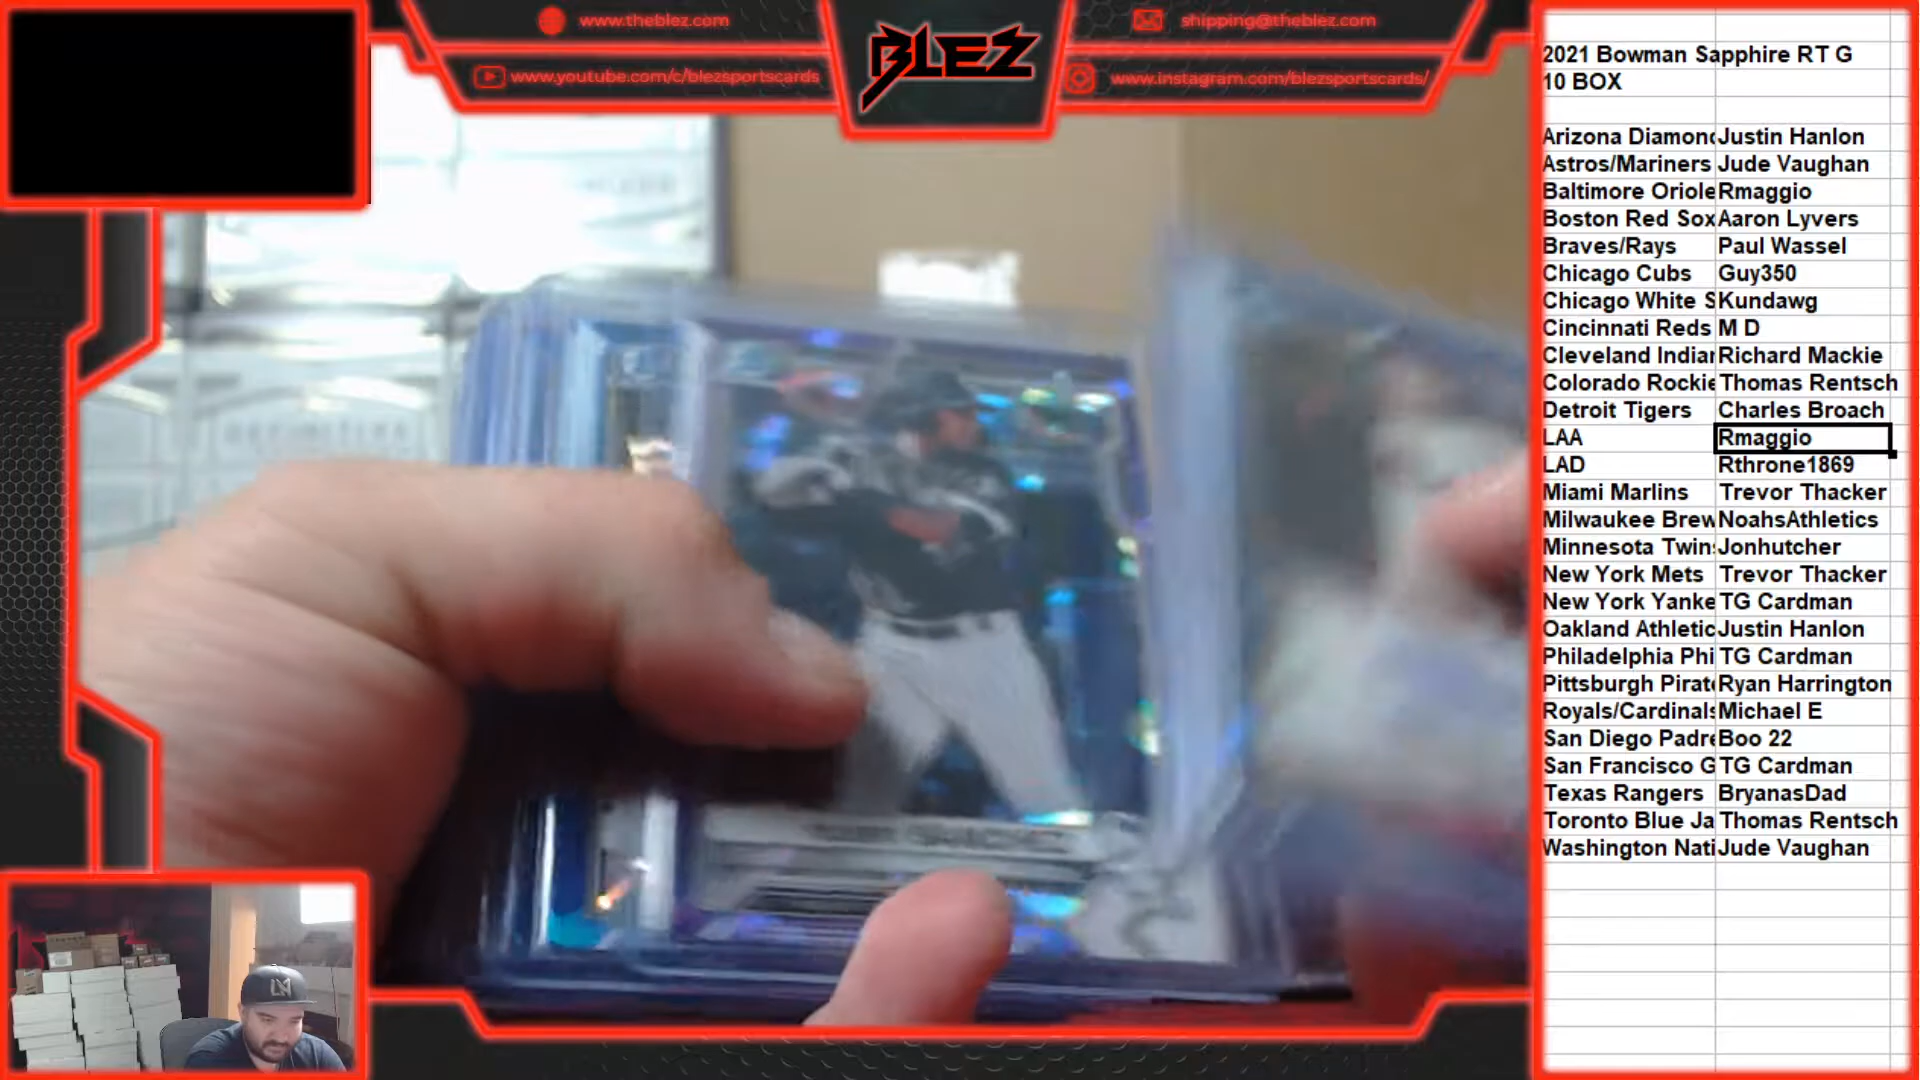 www.theblez.com
www.youtube.com/c/blezsportscards
BLEZ
shipping@theblez.com
www.instagram.com/blezsportscards/
2021 Bowman Sapphire RT G
10 BOX
Arizona Diamond Justin Hanlon
Astros/Mariners Jude Vaughan
Baltimore Oriole Rmaggio
Boston Red Sox Aaron Lyvers
Braves/Rays Paul Wassel
Chicago Cubs Guy350
Chicago White S Kundawg
Cincinnati Reds M D
Cleveland Indian Richard Mackie
Colorado Rockie Thomas Rentsch
Detroit Tigers Charles Broach
LAA Rmaggio
LAD Rthrone1869
Miami Marlins Trevor Thacker
Milwaukee Brew NoahsAthletics
Minnesota Twins Jonhutcher
New York Mets Trevor Thacker
New York Yanke TG Cardman
Oakland Athletic Justin Hanlon
Philadelphia Phi TG Cardman
Pittsburgh Pirate Ryan Harrington
Royals/Cardinals Michael E
San Diego Padre Boo 22
San Francisco G TG Cardman
Texas Rangers BryanasDad
Toronto Blue Ja Thomas Rentsch
Washington Nati Jude Vaughan